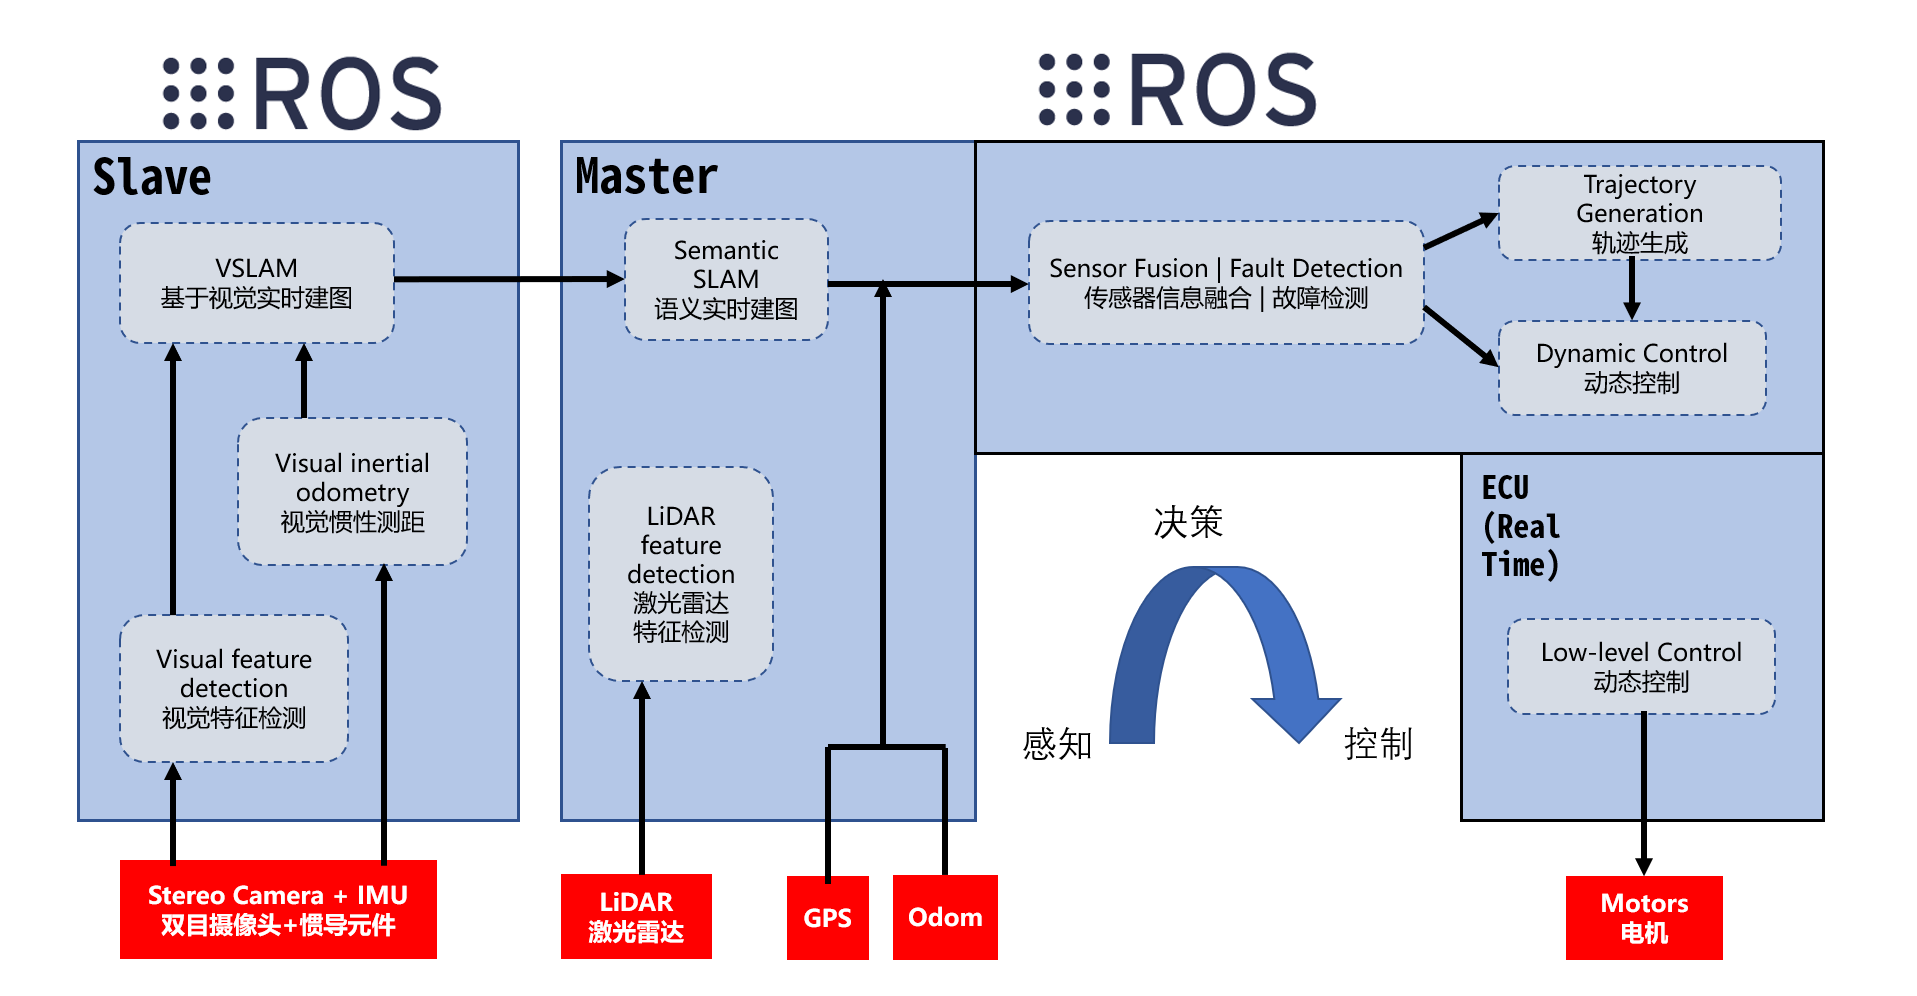 ROS
ROS
Slave
VSLAM
基于视觉实时建图
Visual inertial
odometry
视觉惯性测距
Visual feature
detection
视觉特征检测
Stereo Camera + IMU
双目摄像头+惯导元件
Master
Semantic
SLAM
语义实时建图
LiDAR
feature
detection
激光雷达
特征检测
LiDAR
激光雷达
GPS
Odom
Sensor Fusion | Fault Detection
传感器信息融合 | 故障检测
Trajectory
Generation
轨迹生成
Dynamic Control
动态控制
决策
感知
控制
ECU
(Real
Time)
Low-level Control
动态控制
Motors
电机